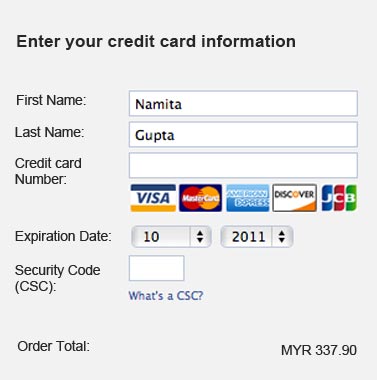 Enter your credit card information
First Name: Namita
Last Name: Gupta
Credit card
Number:
VISA MasterCard AMERICAN EXPRESS DISCOVER JCB
Expiration Date: 10 2011
Security Code
(CSC):
What's a CSC?
Order Total: MYR 337.90